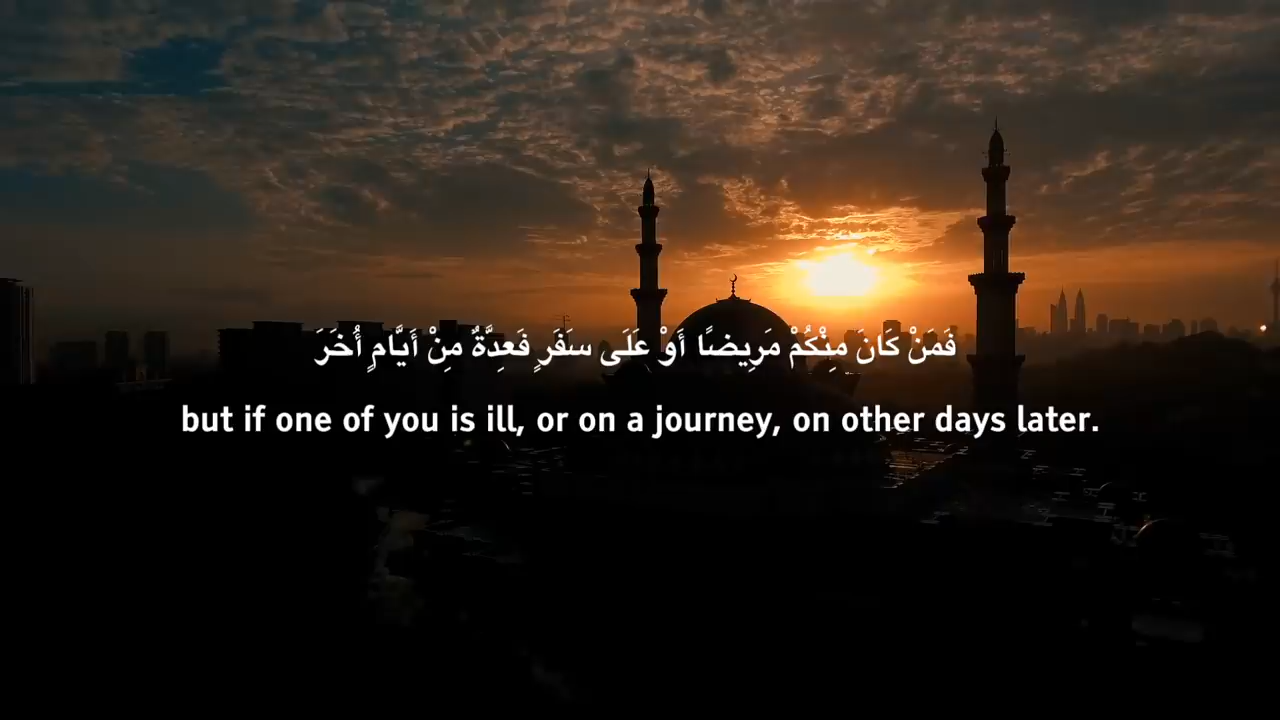 فَمَنْ كَانَ مِنْكُمْ مَرِيضًا أَوْ عَلَى سَفَرٍ فَعِدَّةٌ مِنْ أَيَّامٍ أُخَرَ
but if one of you is ill, or on a journey, on other days later.